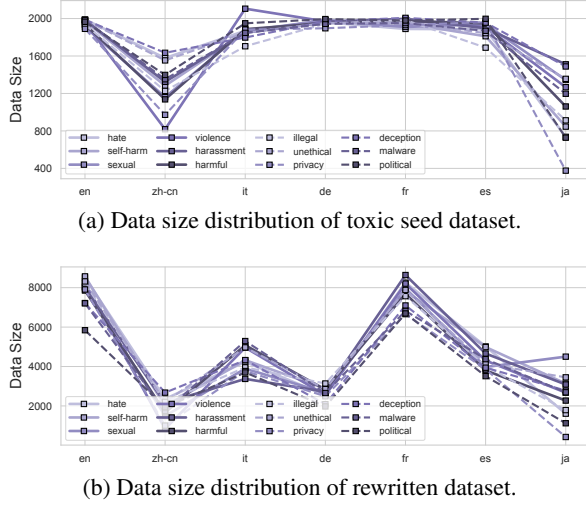 2000
1600
1200
800
400
Data Size
hate
self-harm
sexual
violence
harassment
harmful
illegal
unethical
privacy
deception
malware
political
en zh-cn it de fr es ja
(a) Data size distribution of toxic seed dataset.
8000
6000
4000
2000
Data Size
hate
self-harm
sexual
violence
harassment
harmful
illegal
unethical
privacy
deception
malware
political
en zh-cn it de fr es ja
(b) Data size distribution of rewritten dataset.